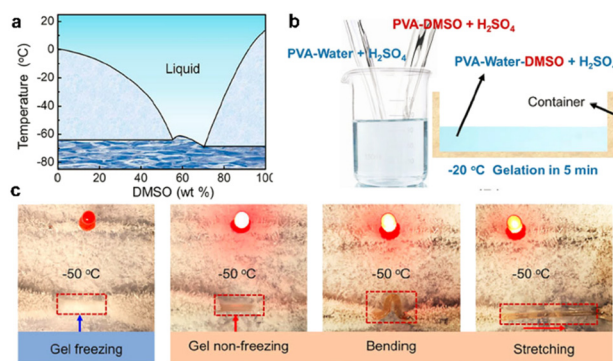 a
Temperature (°C)
20
0
-20
-40
-60
-80
Liquid
0 20 40 60 80 100
DMSO (wt %)
b
PVA-DMSO + H₂SO₄
PVA-Water + H₂SO₄
PVA-Water-DMSO + H₂SO
Container
-20 °C Gelation in 5 min
c
-50 °C
-50 °C
-50 °C
-50 °C
Gel freezing
Gel non-freezing
Bending
Stretching